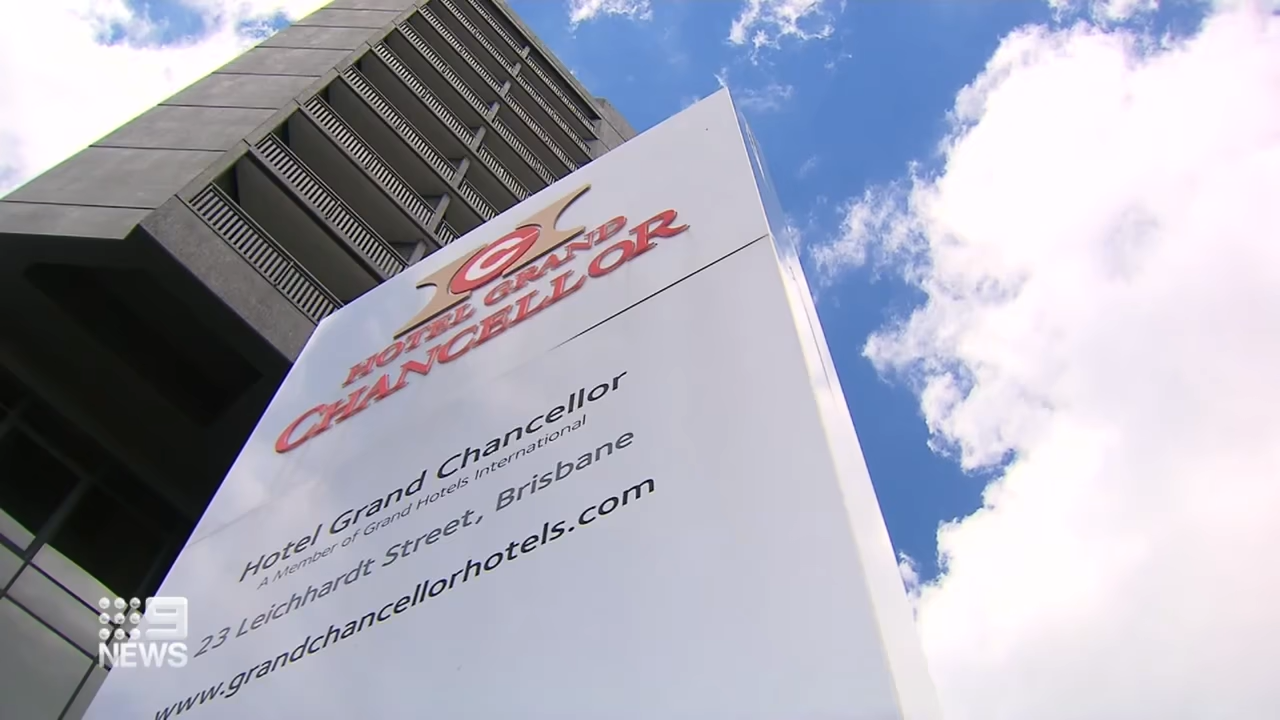 HOTEL GRAND
CHANCELLOR
Hotel Grand Chancellor
A Member of Grand Hotels International
23 Leichhardt Street, Brisbane
www.grandchancellorhotels.com
9
NEWS